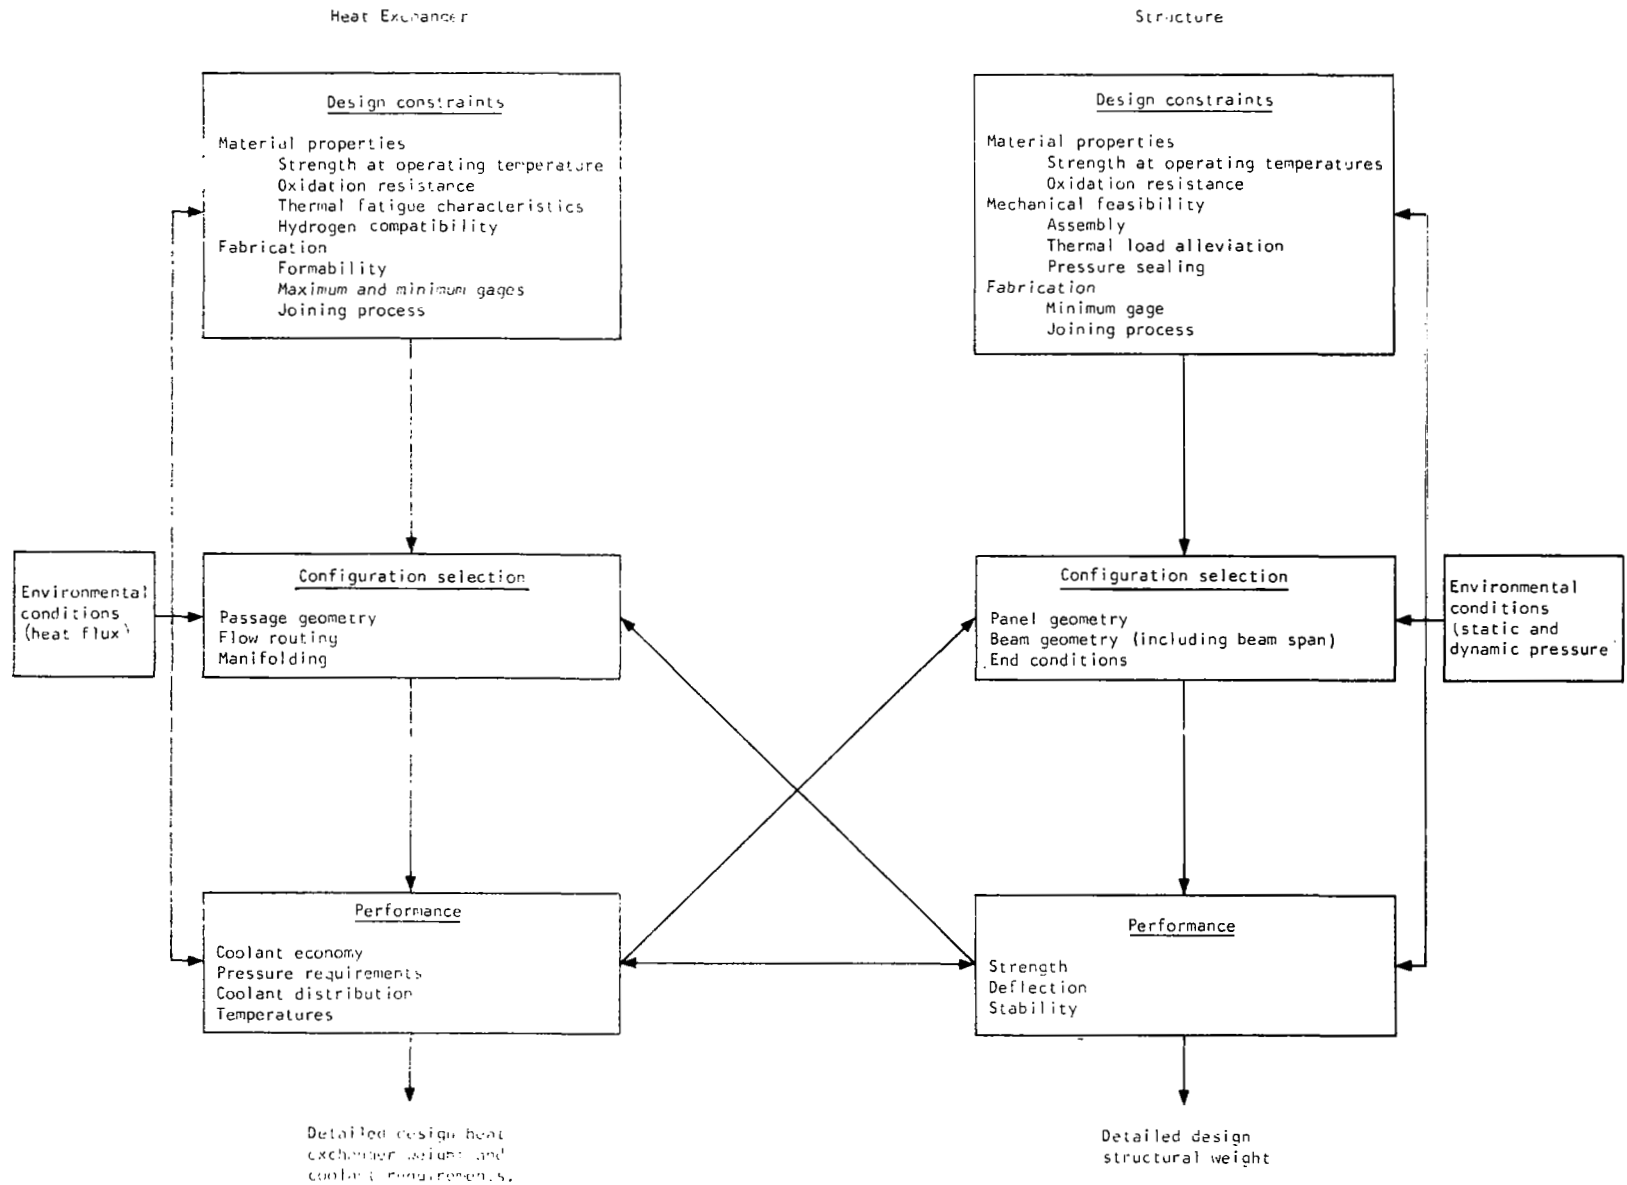 Heat Exchanger
Structure
Design constraints
Material properties
Strength at operating temperature
Oxidation resistance
Thermal fatigue characteristics
Hydrogen compatibility
Fabrication
Formability
Maximum and minimum gages
Joining process
Design constraints
Material properties
Strength at operating temperatures
Oxidation resistance
Mechanical feasibility
Assembly
Thermal load alleviation
Pressure sealing
Fabrication
Minimum gage
Joining process
Environmental
conditions
(heat flux)
Configuration selection
Passage geometry
Flow routing
Manifolding
Configuration selection
Panel geometry
Beam geometry (including beam span)
End conditions
Environmental
conditions
(static and
dynamic pressure
Performance
Coolant economy
Pressure requirements
Coolant distribution
Temperatures
Performance
Strength
Deflection
Stability
Detailed design heat
exchanger weight and
coolant requirements.
Detailed design
structural weight